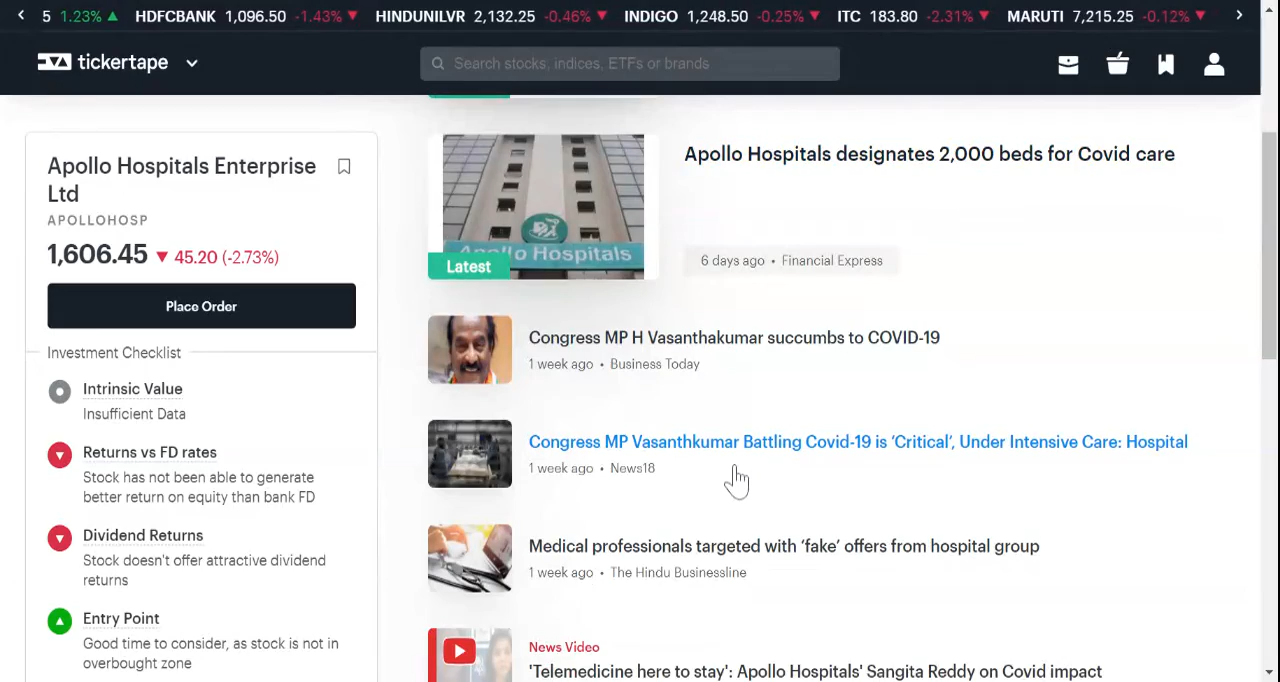 5 1.23% ▲ HDFCBANK 1,096.50 -1.43% ▼ HINDUNILVR 2,132.25 -0.46% ▼ INDIGO 1,248.50 -0.25% ▼ ITC 183.80 -2.31% ▼ MARUTI 7,215.25 -0.12% ▼
tickertape
Search stocks, indices, ETFs or brands
Apollo Hospitals Enterprise
Ltd
APOLLOHOSP
1,606.45 ▼ 45.20 (-2.73%)
Place Order
Investment Checklist
Intrinsic Value
Insufficient Data
Returns vs FD rates
Stock has not been able to generate
better return on equity than bank FD
Dividend Returns
Stock doesn't offer attractive dividend
returns
Entry Point
Good time to consider, as stock is not in
overbought zone
Apollo Hospitals
Latest
Apollo Hospitals designates 2,000 beds for Covid care
6 days ago • Financial Express
Congress MP H Vasanthakumar succumbs to COVID-19
1 week ago • Business Today
Congress MP Vasanthkumar Battling Covid-19 is ‘Critical’, Under Intensive Care: Hospital
1 week ago • News18
Medical professionals targeted with ‘fake’ offers from hospital group
1 week ago • The Hindu Businessline
News Video
'Telemedicine here to stay': Apollo Hospitals' Sangita Reddy on Covid impact